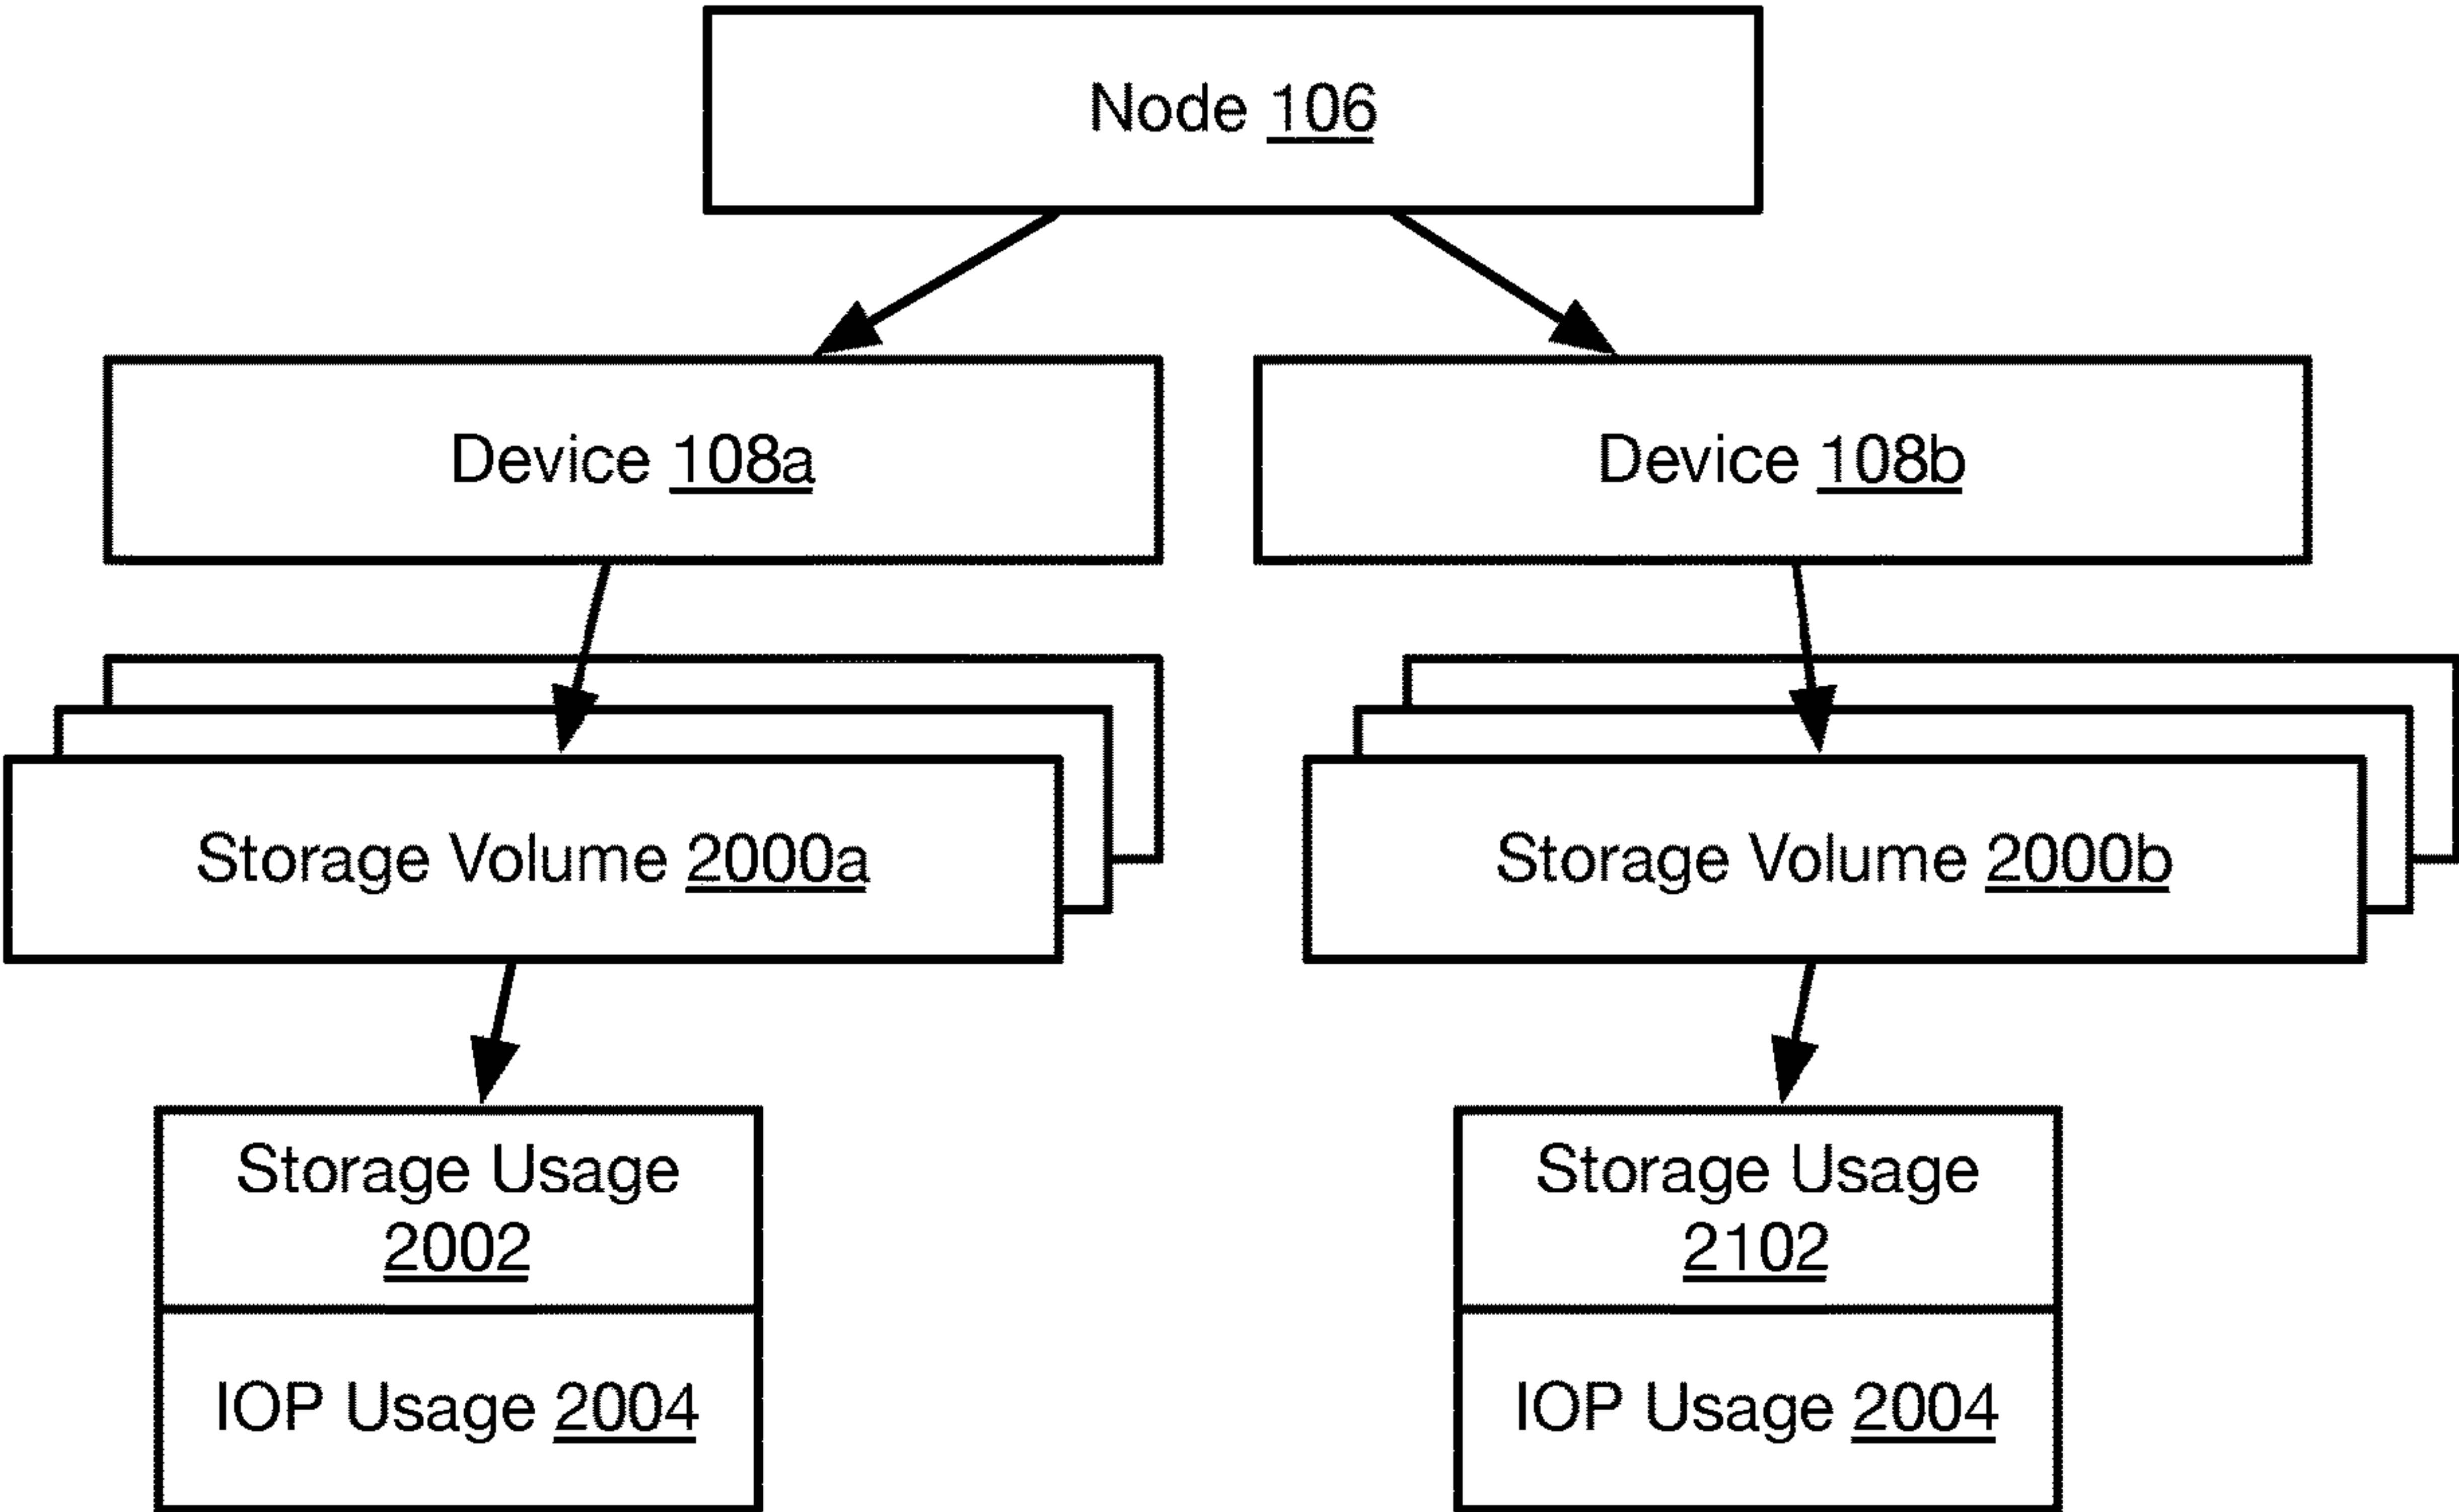 Node 106
Device 108a
Device 108b
Storage Volume 2000a
Storage Volume 2000b
Storage Usage
2002
IOP Usage 2004
Storage Usage
2102
IOP Usage 2004